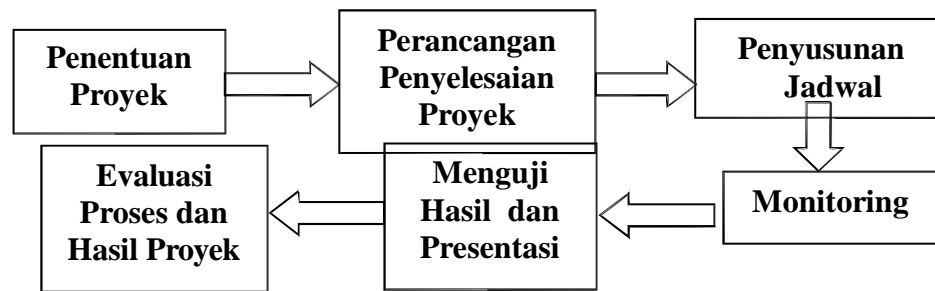 Penentuan
Proyek
Perancangan
Penyelesaian
Proyek
Penyusunan
Jadwal
Monitoring
Menguji
Hasil dan
Presentasi
Evaluasi
Proses dan
Hasil Proyek